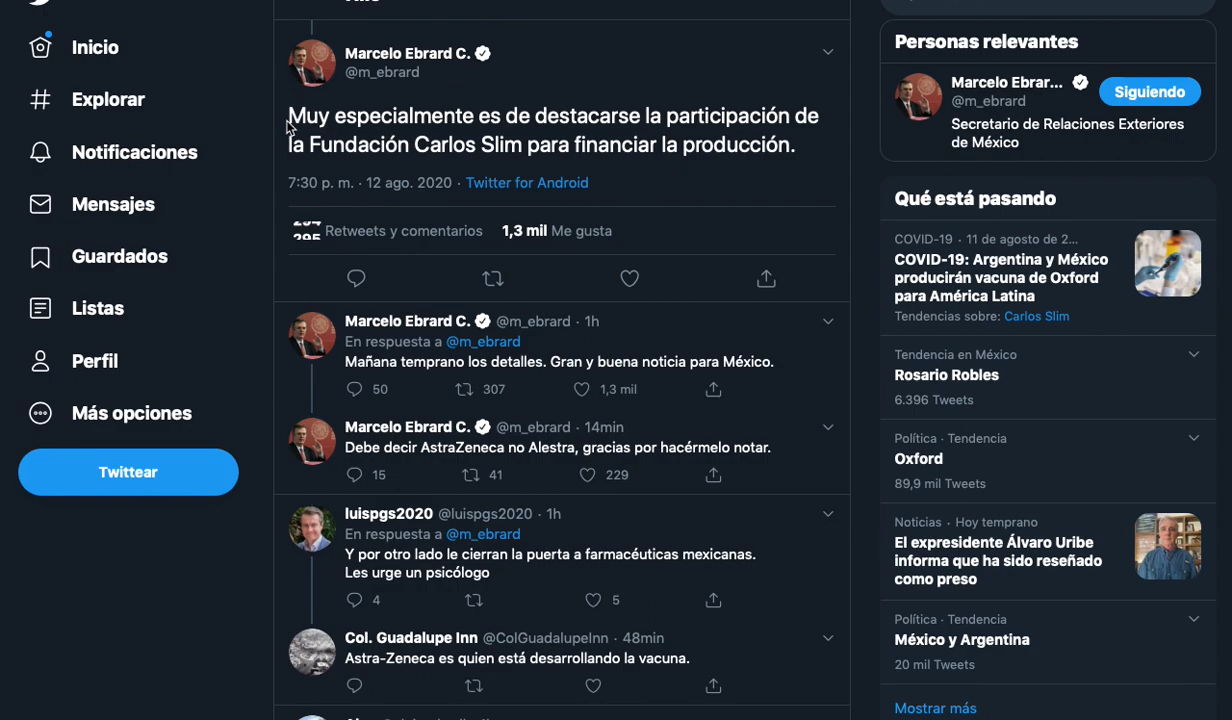 Inicio
Explorar
Notificaciones
Mensajes
Guardados
Listas
Perfil
Más opciones
Twittear
Marcelo Ebrard C.
@m_ebrard
Muy especialmente es de destacarse la participación de
la Fundación Carlos Slim para financiar la producción.
7:30 p. m. · 12 ago. 2020 · Twitter for Android
Retweets y comentarios 1,3 mil Me gusta
Marcelo Ebrard C. @m_ebrard · 1h
En respuesta a @m_ebrard
Mañana temprano los detalles. Gran y buena noticia para México.
50 307 1,3 mil
Marcelo Ebrard C. @m_ebrard · 14min
Debe decir AstraZeneca no Alestra, gracias por hacérmelo notar.
15 41 229
luispgs2020 @luispgs2020 · 1h
En respuesta a @m_ebrard
Y por otro lado le cierran la puerta a farmacéuticas mexicanas.
Les urge un psicólogo
4 5
Col. Guadalupe Inn @ColGuadalupeInn · 48min
Astra-Zeneca es quien está desarrollando la vacuna.
Personas relevantes
Marcelo Ebrar...
@m_ebrard
Siguiendo
Secretario de Relaciones Exteriores
de México
Qué está pasando
COVID-19 · 11 de agosto de 2...
COVID-19: Argentina y México
producirán vacuna de Oxford
para América Latina
Tendencias sobre: Carlos Slim
Tendencia en México
Rosario Robles
6.396 Tweets
Política · Tendencia
Oxford
89,9 mil Tweets
Noticias · Hoy temprano
El expresidente Álvaro Uribe
informa que ha sido reseñado
como preso
Política · Tendencia
México y Argentina
20 mil Tweets
Mostrar más